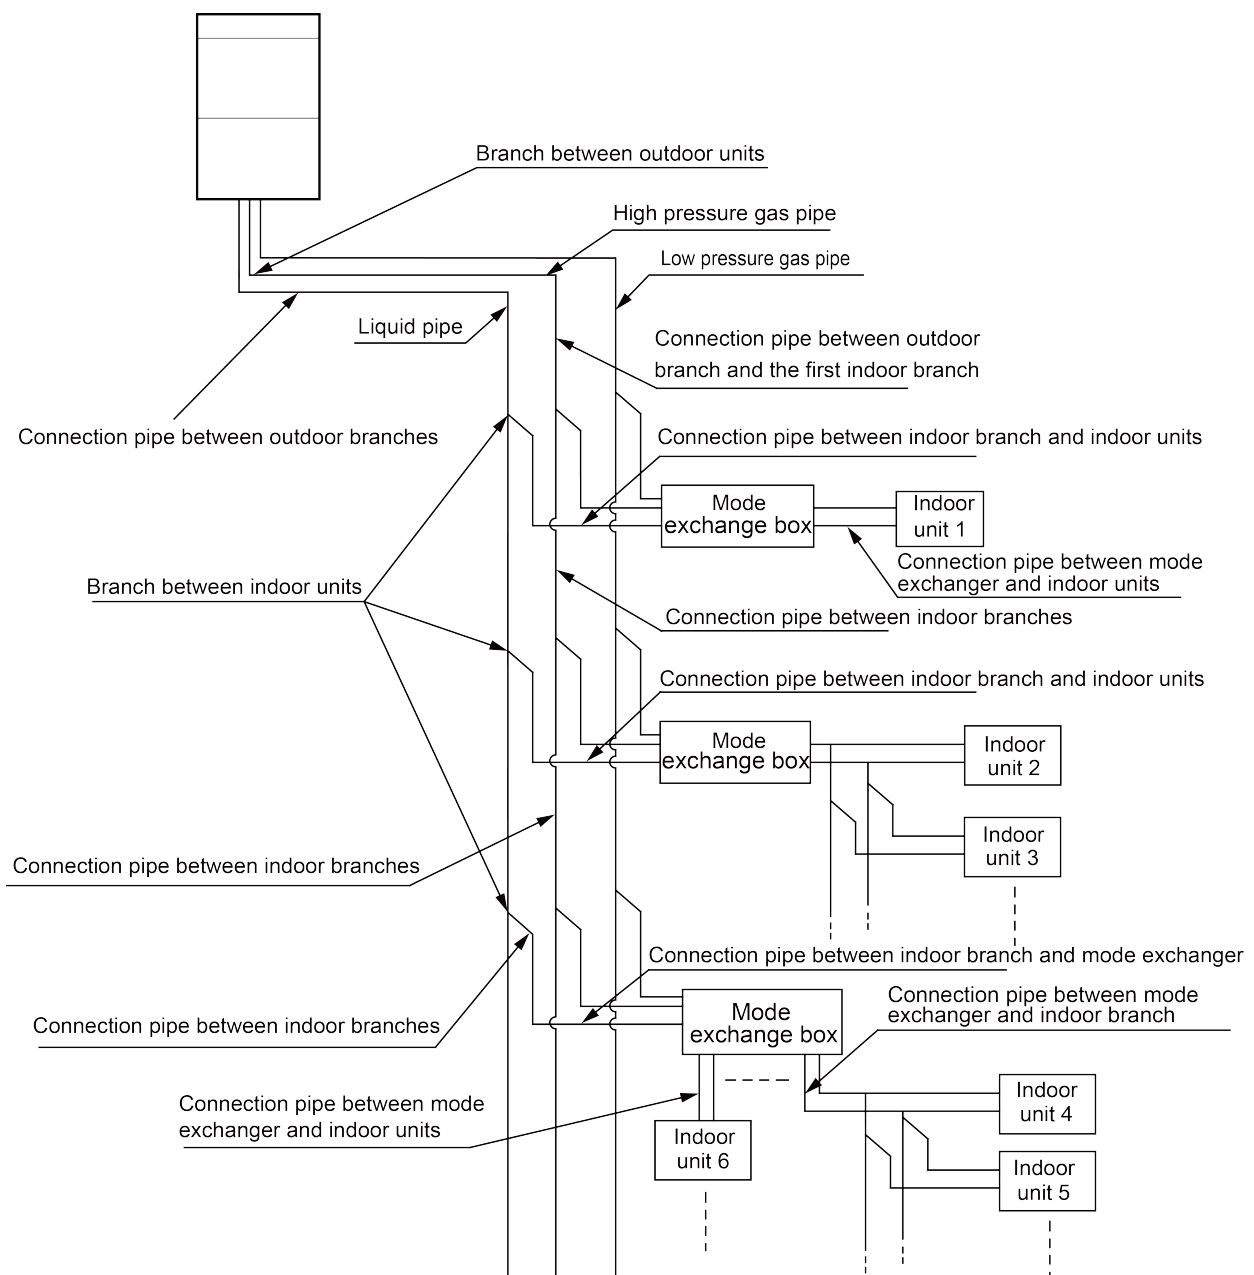 Branch between outdoor units
High pressure gas pipe
Low pressure gas pipe
Liquid pipe
Connection pipe between outdoor
branch and the first indoor branch
Connection pipe between outdoor branches
Connection pipe between indoor branch and indoor units
Mode
exchange box
Indoor
unit 1
Connection pipe between mode
exchanger and indoor units
Branch between indoor units
Connection pipe between indoor branches
Connection pipe between indoor branch and indoor units
Mode
exchange box
Indoor
unit 2
Indoor
unit 3
Connection pipe between indoor branches
Connection pipe between indoor branch and mode exchanger
Connection pipe between mode
exchanger and indoor branch
Mode
exchange box
Connection pipe between indoor branches
Connection pipe between mode
exchanger and indoor units
Indoor
unit 4
Indoor
unit 6
Indoor
unit 5